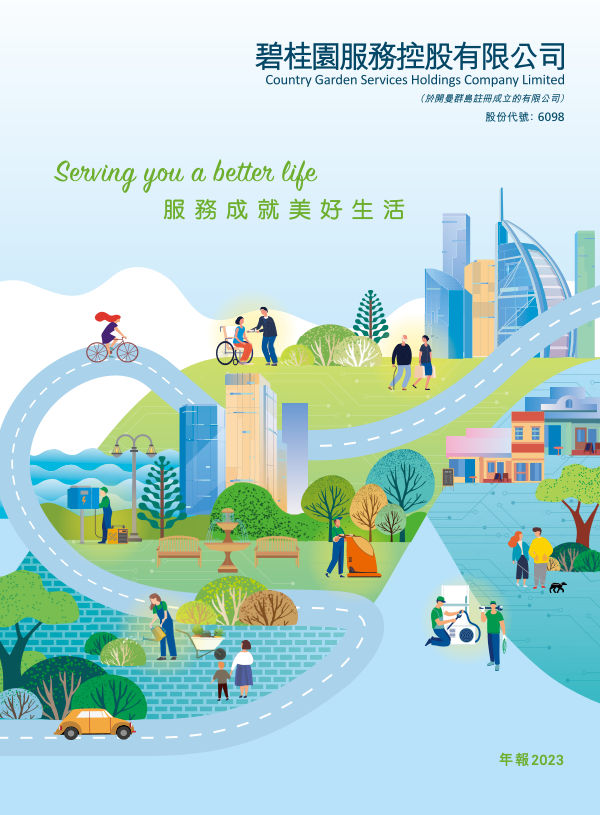 碧桂園服務控股有限公司
Country Garden Services Holdings Company Limited
（於開曼群島註冊成立的有限公司）
股份代號：6098
Serving you a better life
服務成就美好生活
年報2023